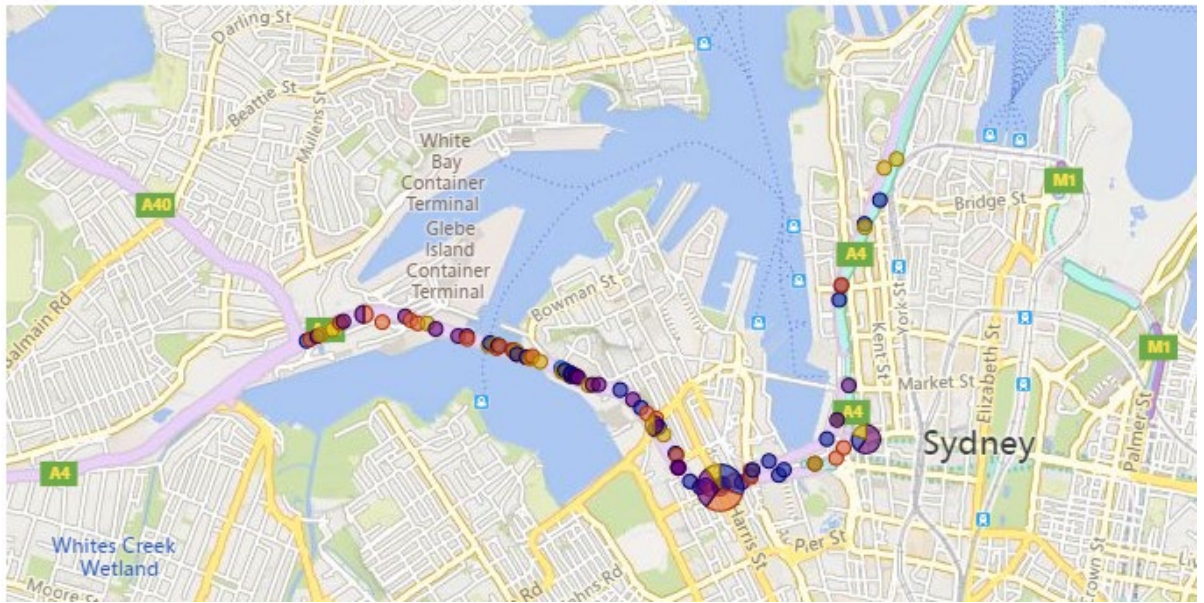 Darling St
Beattie St
Mullens St
White
Bay
Container
Terminal
A40
M1
Bridge St
Glebe
Island
Container
Terminal
A4
Bowman St
York St
Kent St
Elizabeth St
Balmain Rd
M1
Market St
Palmer St
A4
Sydney
A4
Harris St
Pier St
Whites Creek
Wetland
Moore St